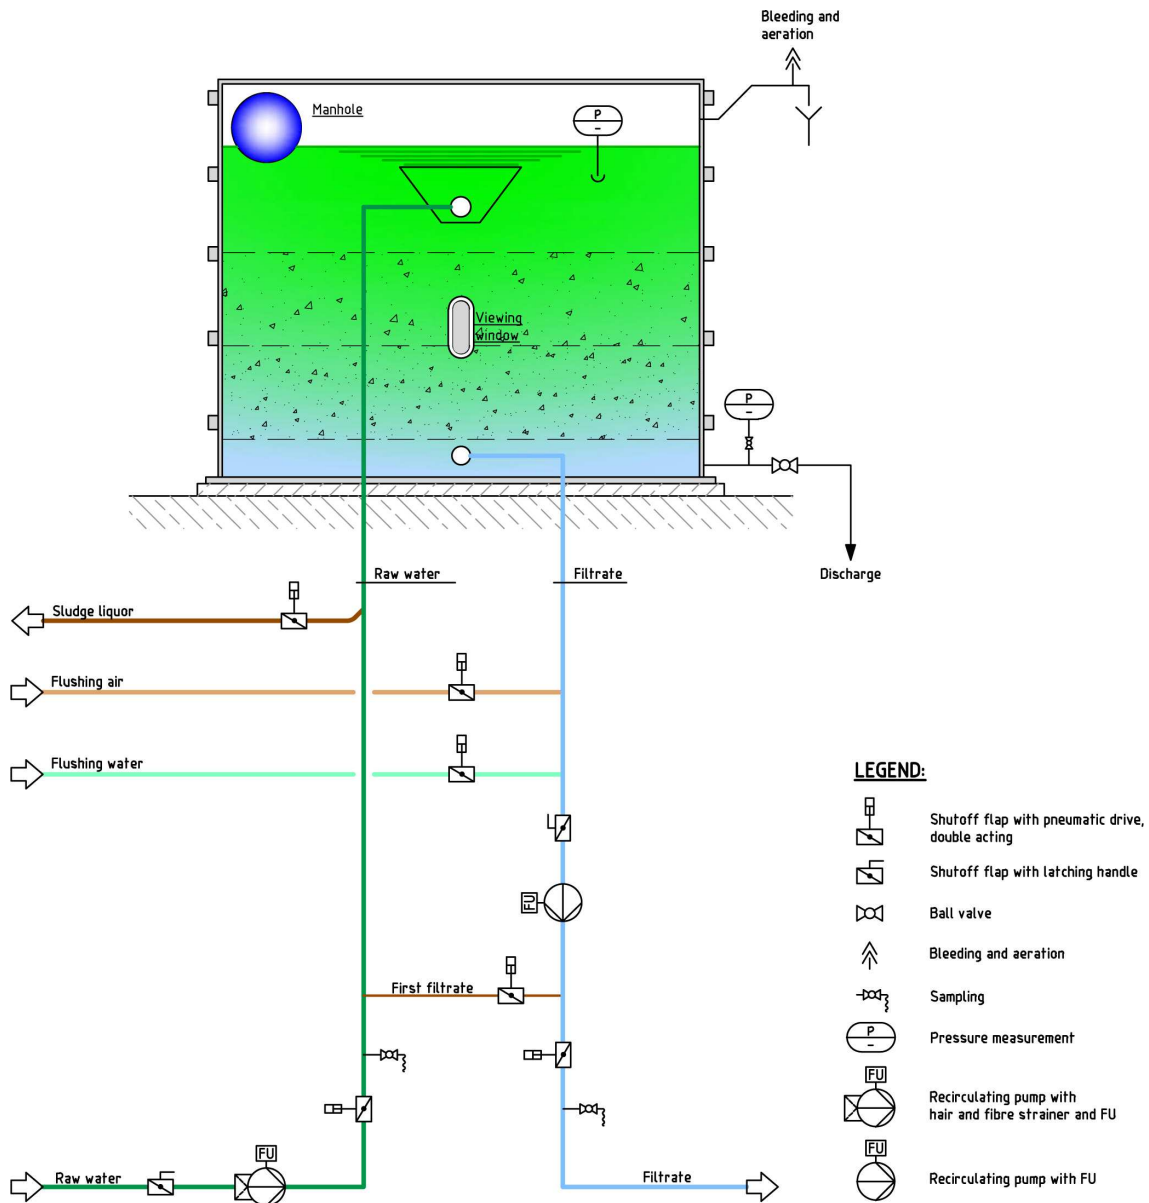 Bleeding and
aeration
Manhole
P
-
Viewing
window
P
-
Discharge
Raw water
Filtrate
Sludge liquor
Flushing air
Flushing water
FU
First filtrate
FU
Raw water
Filtrate
LEGEND:
Shutoff flap with pneumatic drive,
double acting
Shutoff flap with latching handle
Ball valve
Bleeding and aeration
Sampling
P
-
Pressure measurement
FU
Recirculating pump with
hair and fibre strainer and FU
FU
Recirculating pump with FU